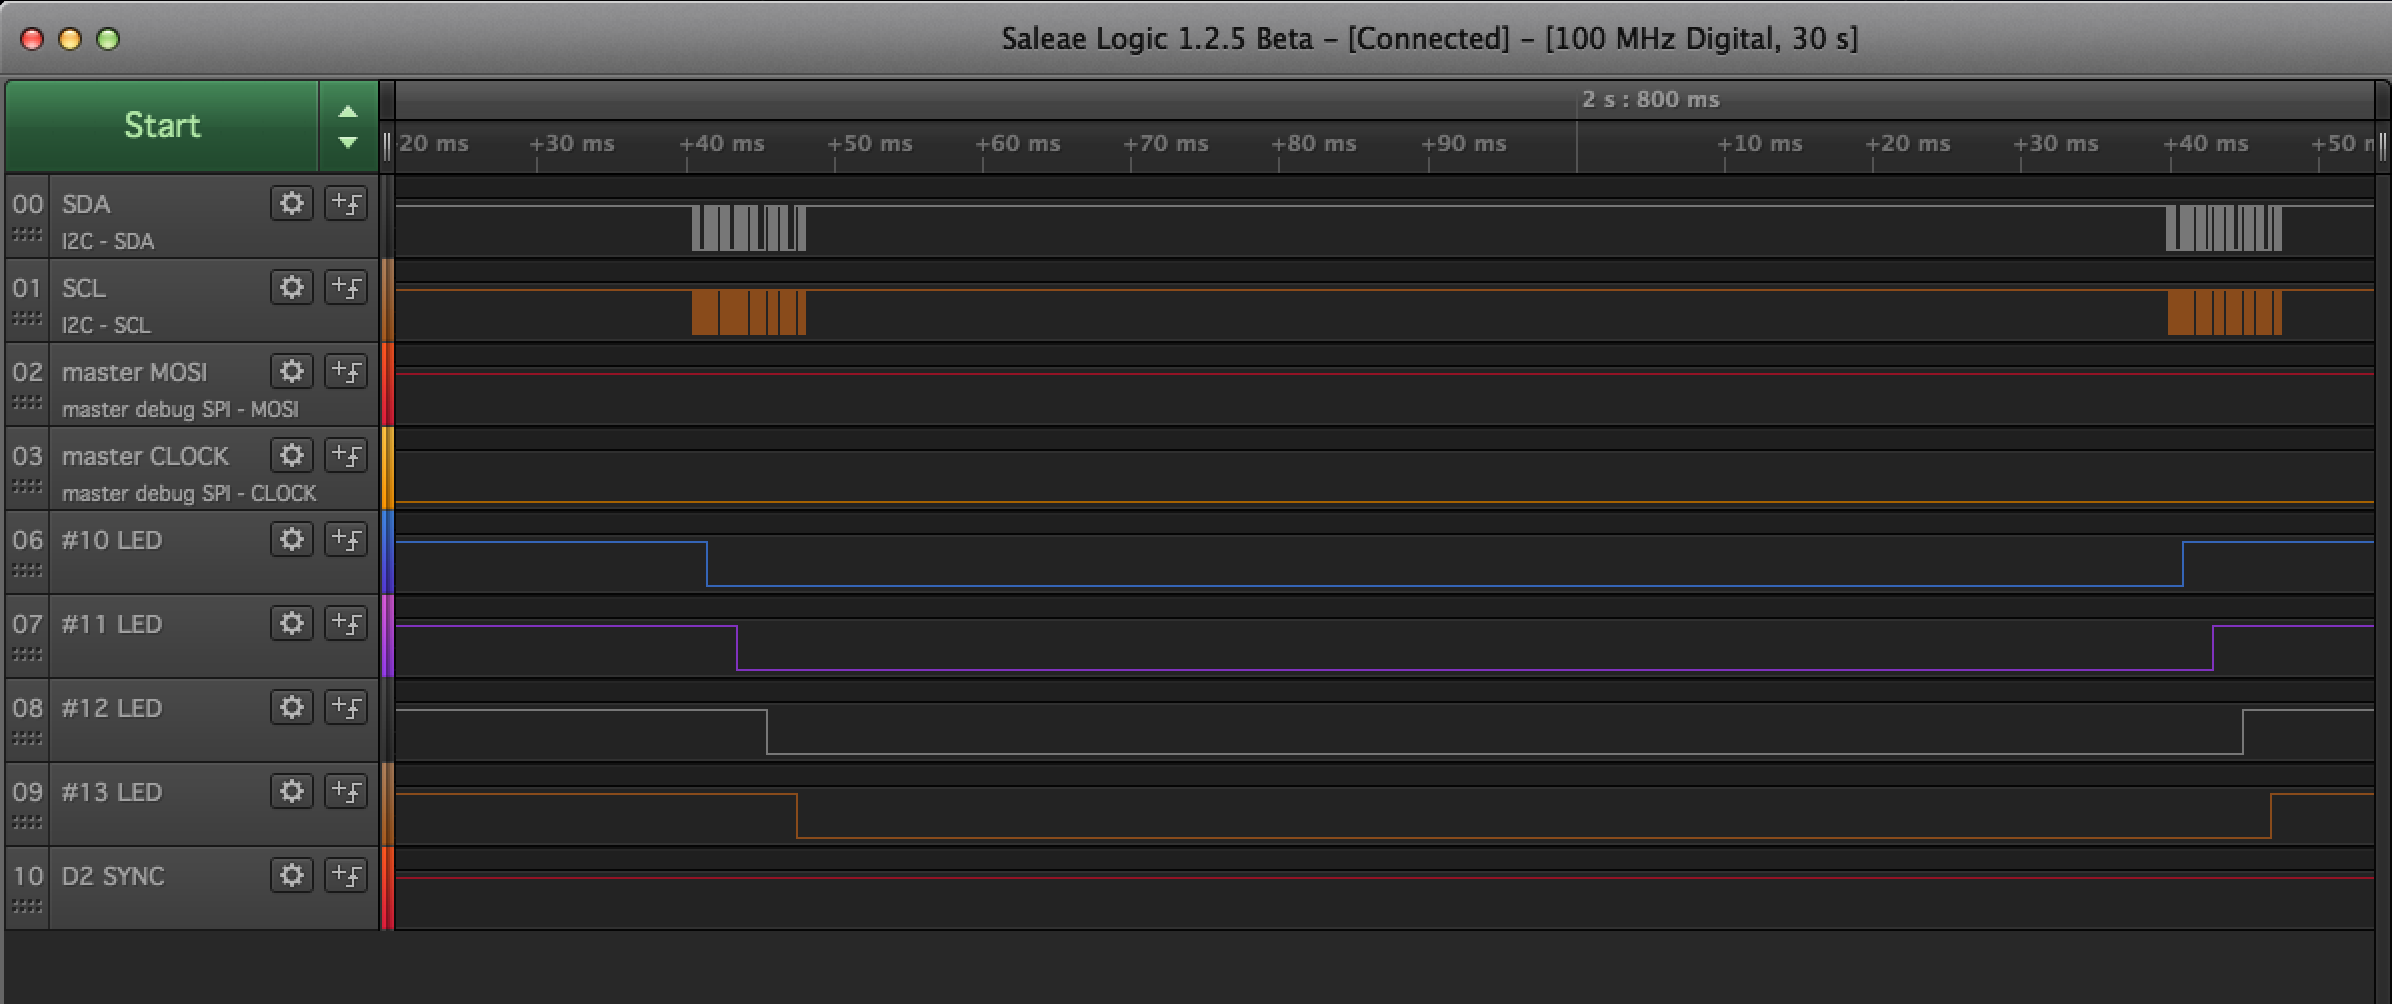 Saleae Logic 1.2.5 Beta – [Connected] – [100 MHz Digital, 30 s]
Start
2 s : 800 ms
20 ms +30 ms +40 ms +50 ms +60 ms +70 ms +80 ms +90 ms +10 ms +20 ms +30 ms +40 ms +50
00 SDA
I2C - SDA
01 SCL
I2C - SCL
02 master MOSI
master debug SPI - MOSI
03 master CLOCK
master debug SPI - CLOCK
06 #10 LED
07 #11 LED
08 #12 LED
09 #13 LED
10 D2 SYNC